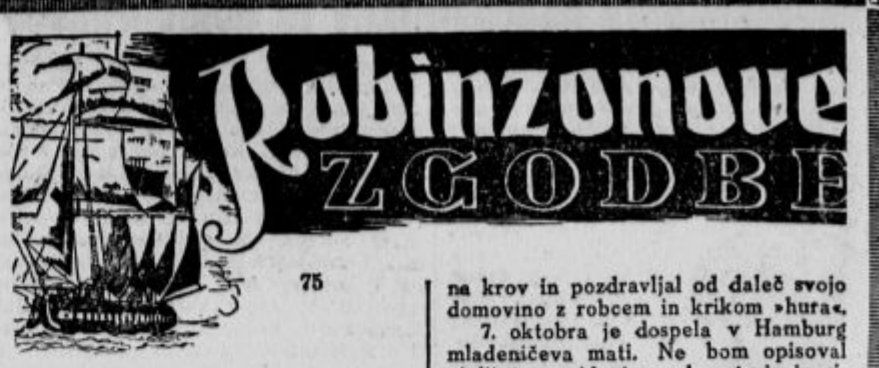 Robinzonove
ZGODBE
75
na krov in pozdravljal od daleč svojo
domovino z robcem in krikom »hura«.
7. oktobra je dospela v Hamburg
mladeničeva mati. Ne bom opisoval